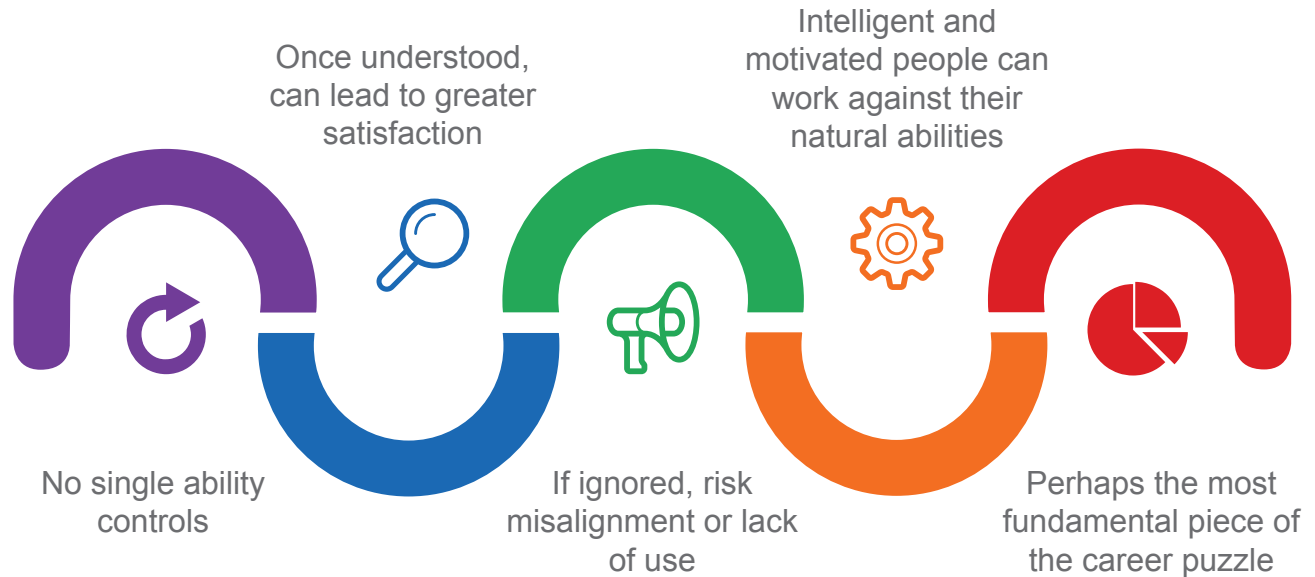 No single ability
controls
Once understood,
can lead to greater
satisfaction
If ignored, risk
misalignment or lack
of use
Intelligent and
motivated people can
work against their
natural abilities
Perhaps the most
fundamental piece of
the career puzzle